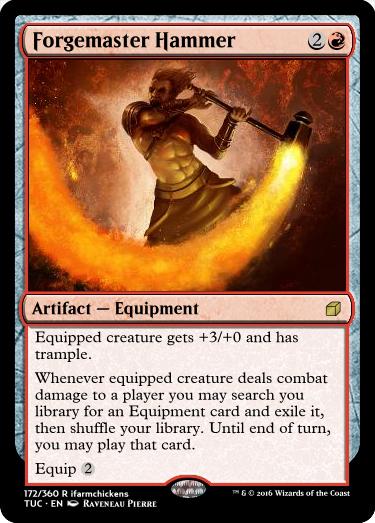 Forgemaster Hammer 2
Artifact — Equipment
Equipped creature gets +3/+0 and has
trample.
Whenever equipped creature deals combat
damage to a player you may search you
library for an Equipment card and exile it,
then shuffle your library. Until end of turn,
you may play that card.
Equip 2
172/360 R ifarmchickens
TUC • EN Raveneau Pierre
™ & © 2016 Wizards of the Coast